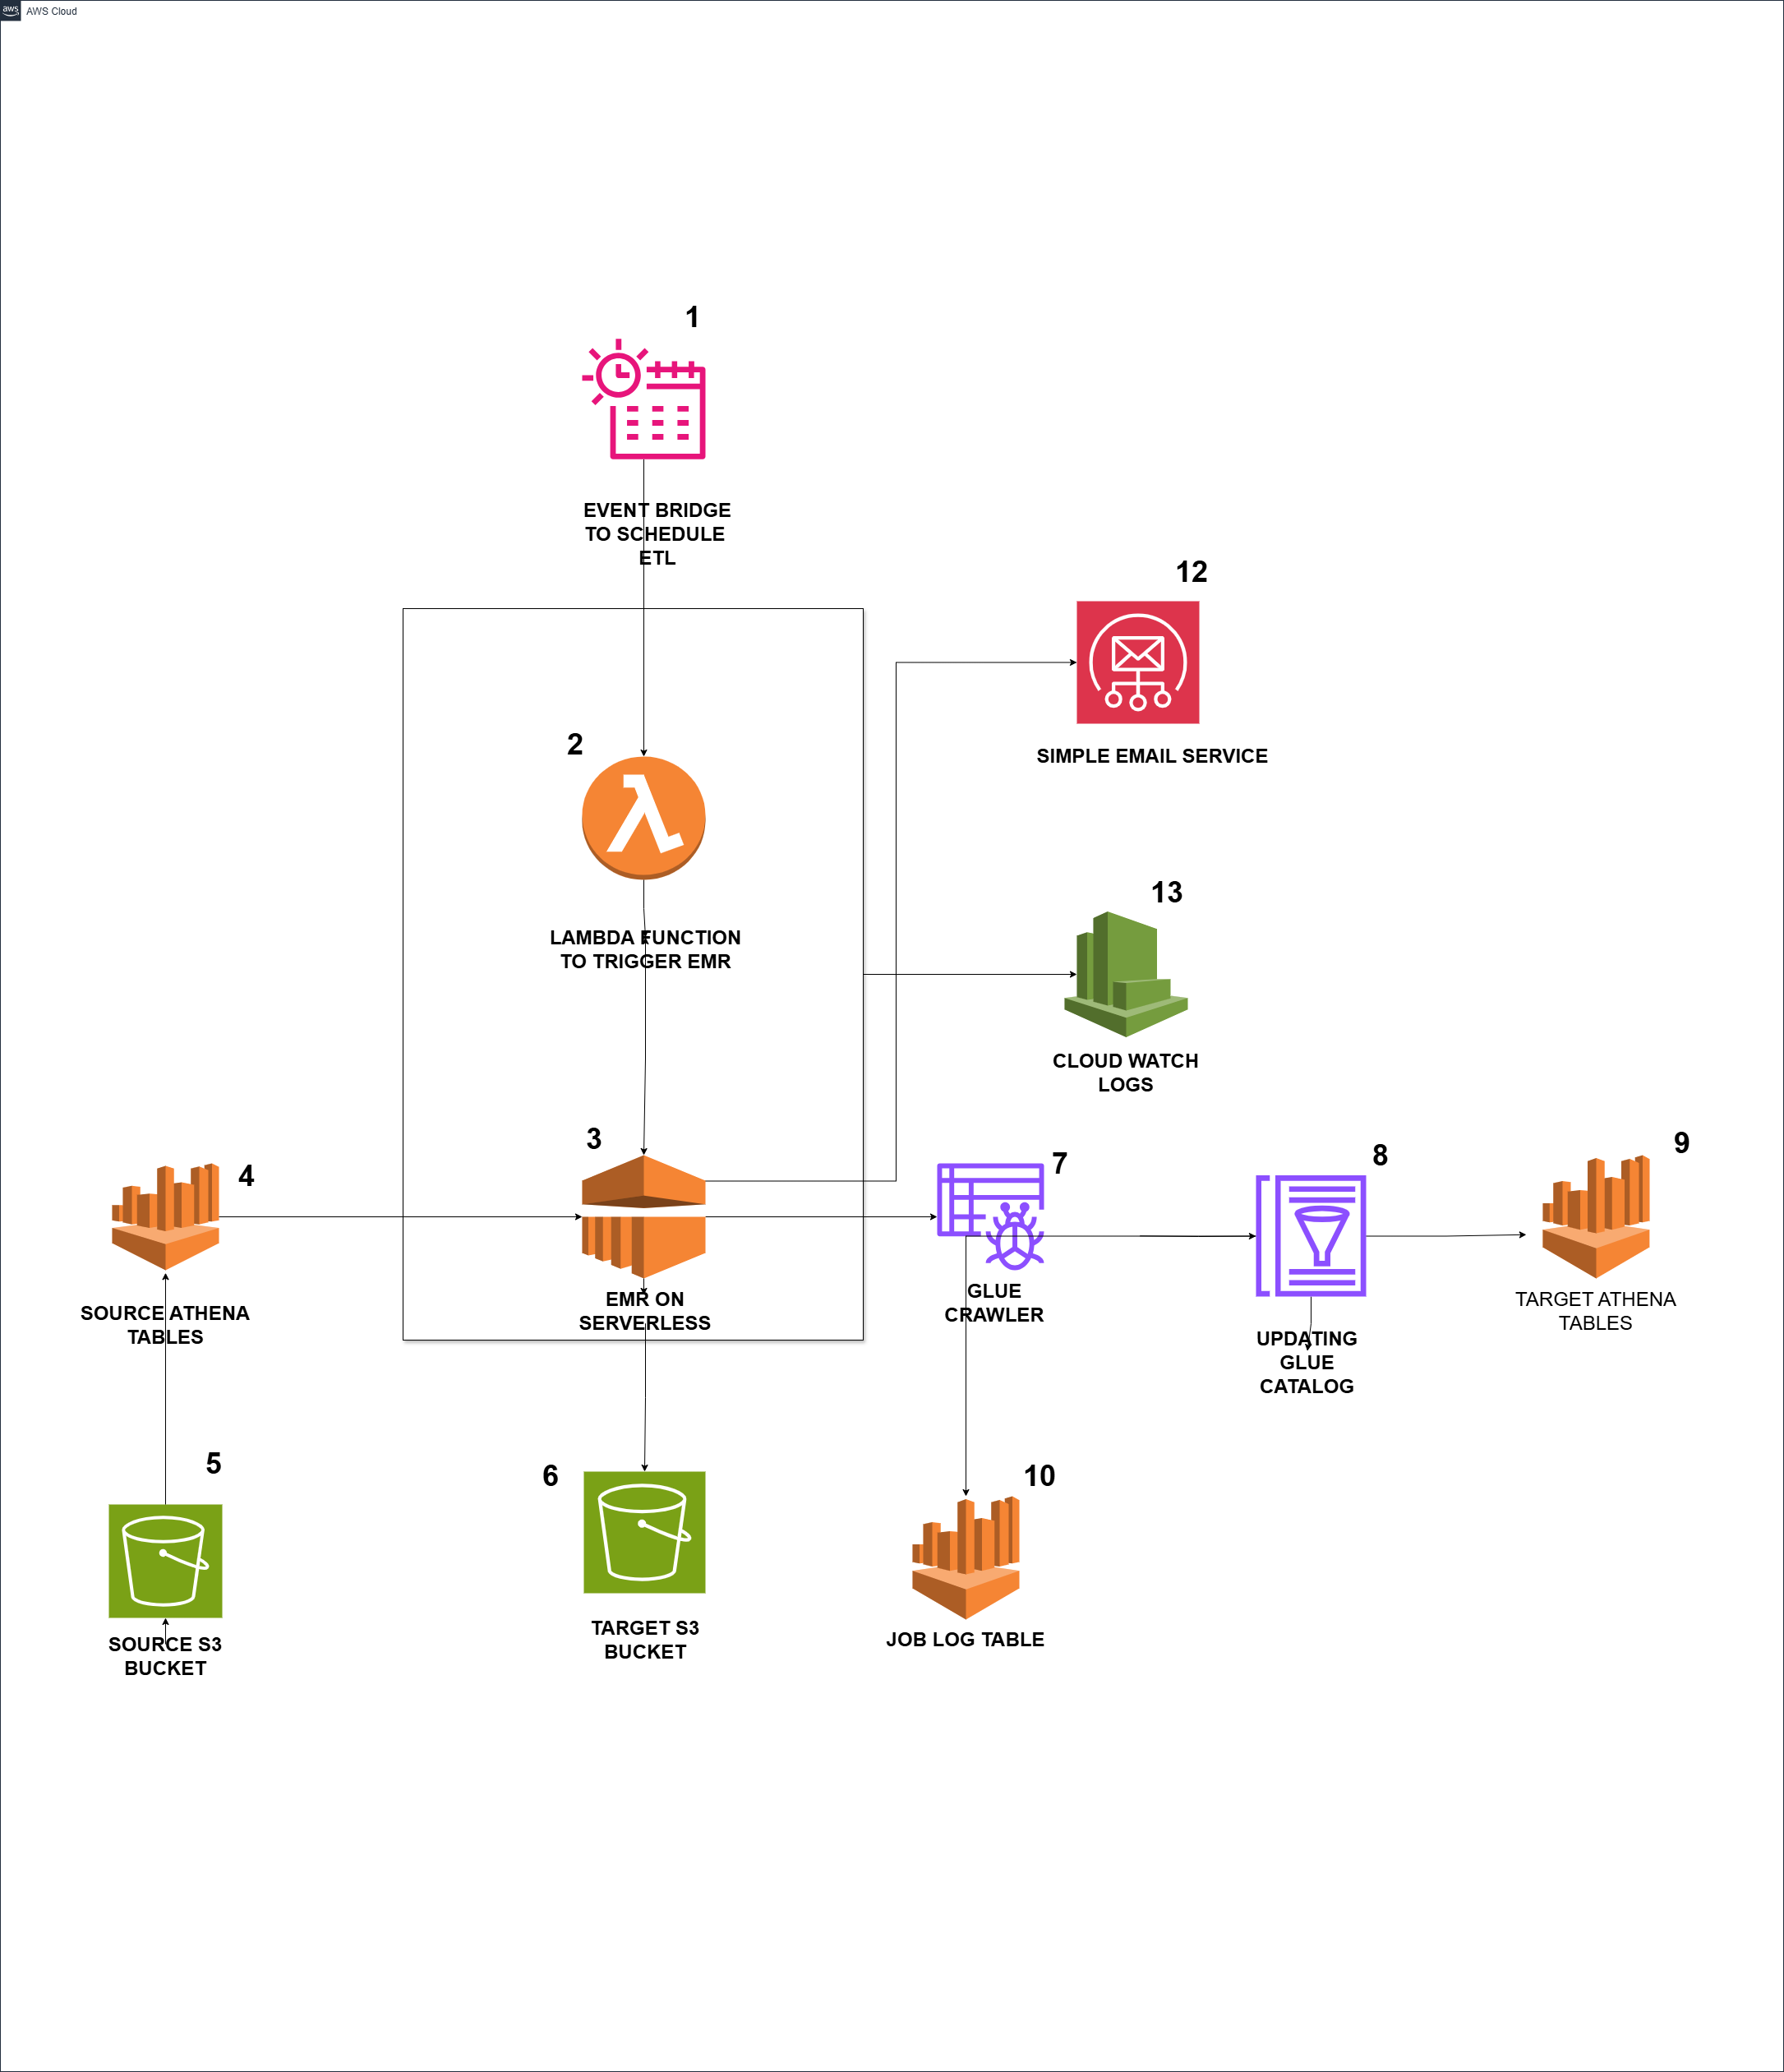 aws
AWS Cloud
1
EVENT BRIDGE
TO SCHEDULE
ETL
12
SIMPLE EMAIL SERVICE
2
LAMBDA FUNCTION
TO TRIGGER EMR
13
CLOUD WATCH
LOGS
3
EMR ON
SERVERLESS
4
SOURCE ATHENA
TABLES
7
GLUE
CRAWLER
8
UPDATING
GLUE
CATALOG
9
TARGET ATHENA
TABLES
5
SOURCE S3
BUCKET
6
TARGET S3
BUCKET
10
JOB LOG TABLE